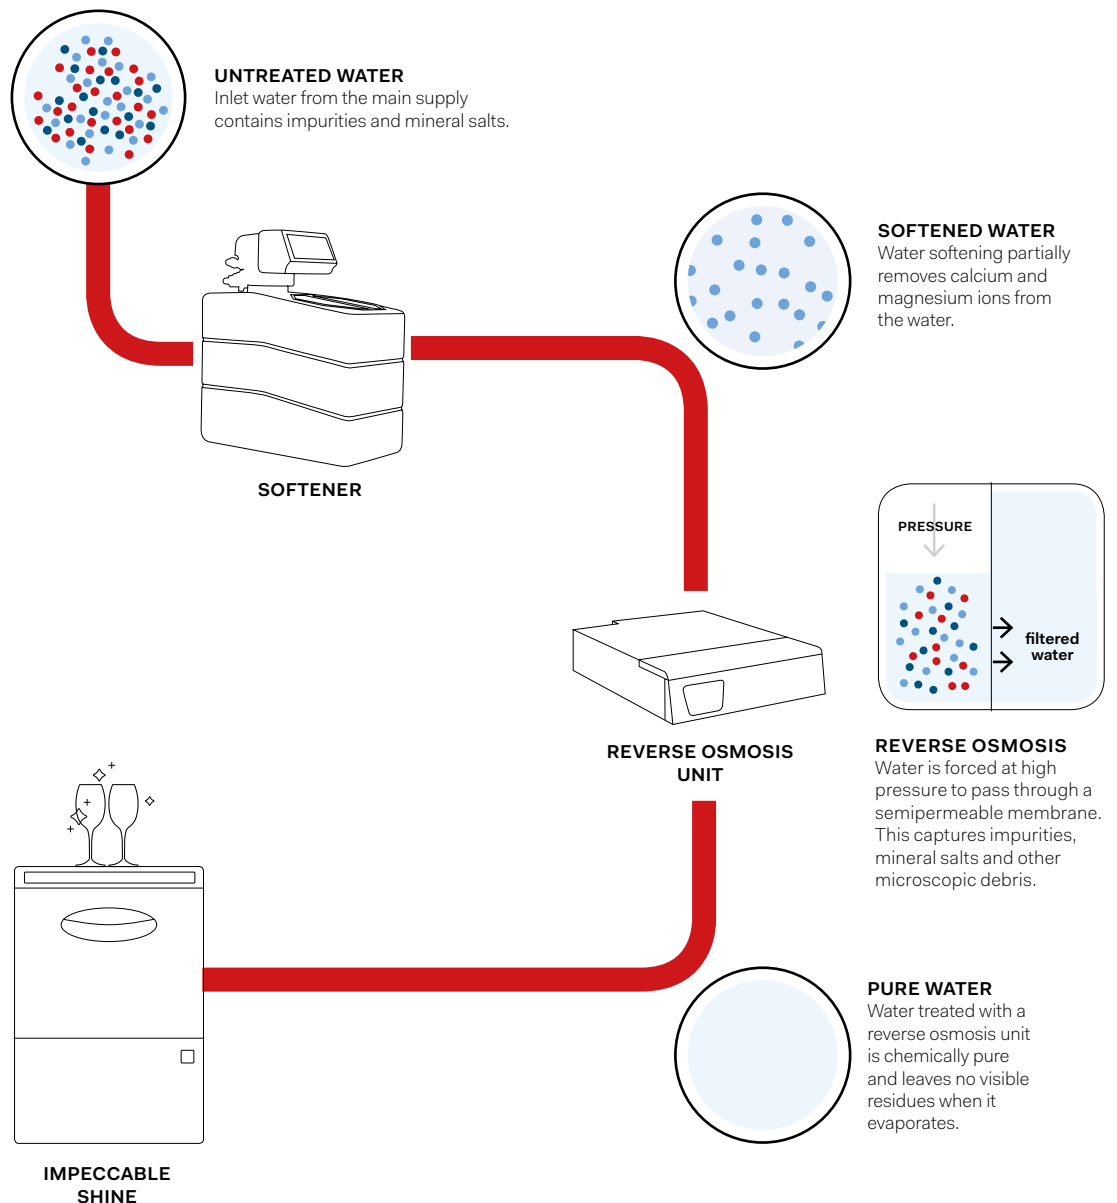 UNTREATED WATER
Inlet water from the main supply
contains impurities and mineral salts.
SOFTENED WATER
Water softening partially
removes calcium and
magnesium ions from
the water.
SOFTENER
PRESSURE
filtered
water
REVERSE OSMOSIS
UNIT
REVERSE OSMOSIS
Water is forced at high
pressure to pass through a
semipermeable membrane.
This captures impurities,
mineral salts and other
microscopic debris.
PURE WATER
Water treated with a
reverse osmosis unit
is chemically pure
and leaves no visible
residues when it
evaporates.
IMPECCABLE
SHINE